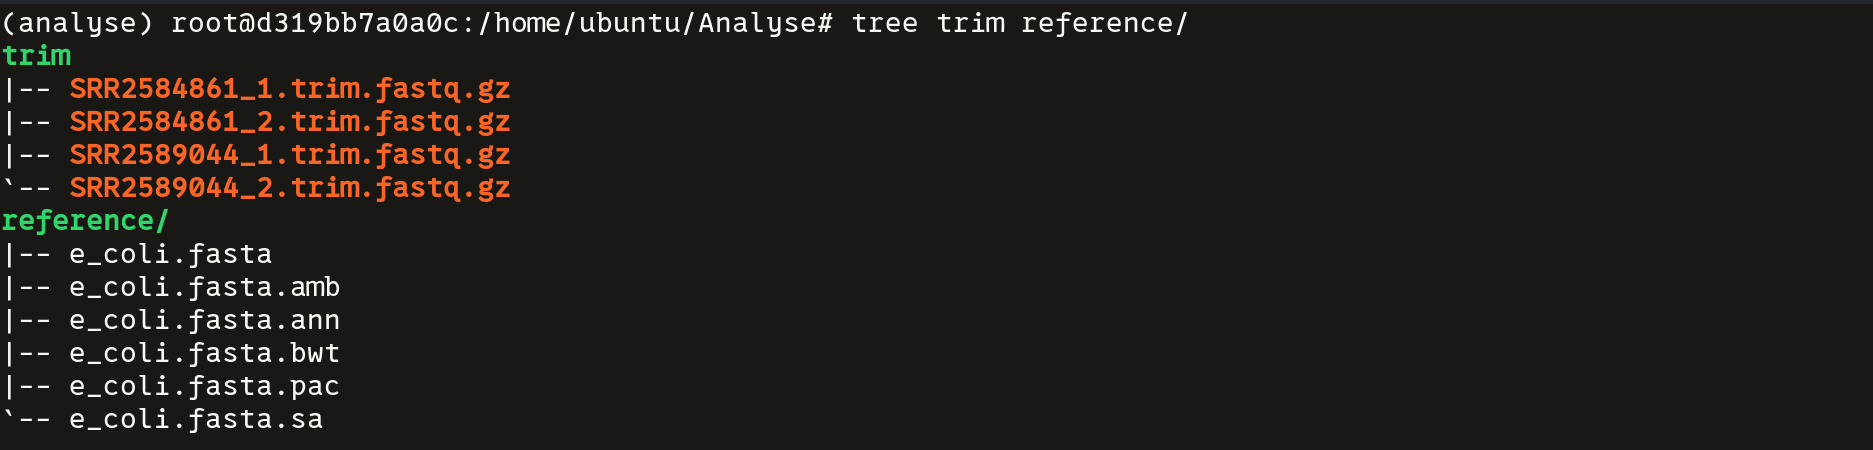 (analyse) root@d319bb7a0a0c:/home/ubuntu/Analyse# tree trim reference/
trim
|-- SRR2584861_1.trim.fastq.gz
|-- SRR2584861_2.trim.fastq.gz
|-- SRR2589044_1.trim.fastq.gz
`-- SRR2589044_2.trim.fastq.gz
reference/
|-- e_coli.fasta
|-- e_coli.fasta.amb
|-- e_coli.fasta.ann
|-- e_coli.fasta.bwt
|-- e_coli.fasta.pac
`-- e_coli.fasta.sa